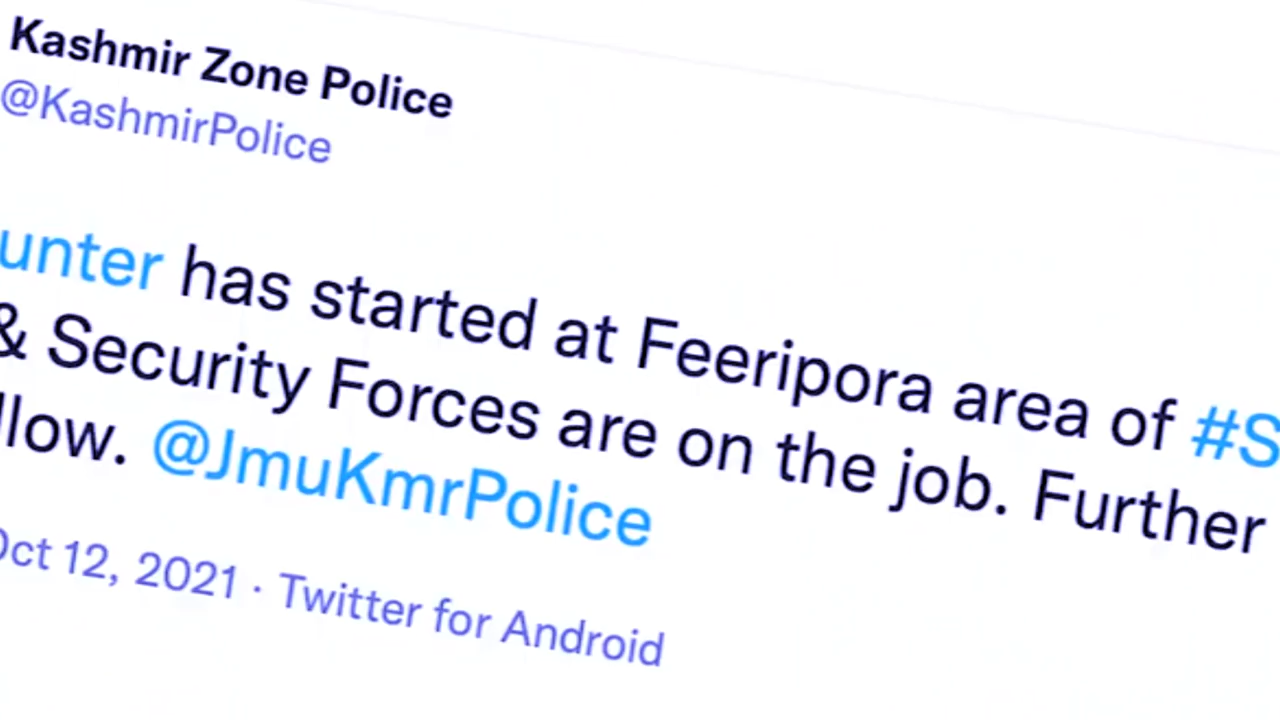 Kashmir Zone Police
@KashmirPolice
unter has started at Feeripora area of #S
& Security Forces are on the job. Further
llow. @JmuKmrPolice
Oct 12, 2021 · Twitter for Android